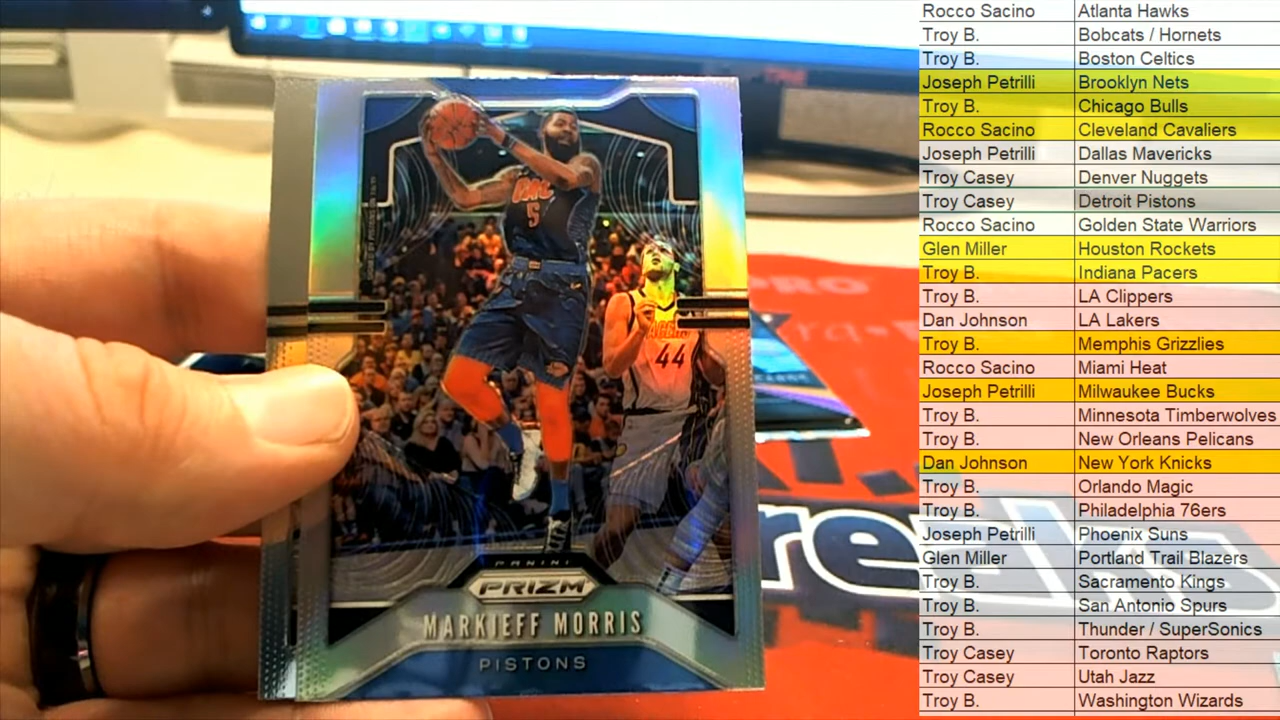 5
44
PANINI
PRIZM
MARKIEFF MORRIS
PISTONS
PRO
reaks
Rocco Sacino Atlanta Hawks
Troy B. Bobcats / Hornets
Troy B. Boston Celtics
Joseph Petrilli Brooklyn Nets
Troy B. Chicago Bulls
Rocco Sacino Cleveland Cavaliers
Joseph Petrilli Dallas Mavericks
Troy Casey Denver Nuggets
Troy Casey Detroit Pistons
Rocco Sacino Golden State Warriors
Glen Miller Houston Rockets
Troy B. Indiana Pacers
Troy B. LA Clippers
Dan Johnson LA Lakers
Troy B. Memphis Grizzlies
Rocco Sacino Miami Heat
Joseph Petrilli Milwaukee Bucks
Troy B. Minnesota Timberwolves
Troy B. New Orleans Pelicans
Dan Johnson New York Knicks
Troy B. Orlando Magic
Troy B. Philadelphia 76ers
Joseph Petrilli Phoenix Suns
Glen Miller Portland Trail Blazers
Troy B. Sacramento Kings
Troy B. San Antonio Spurs
Troy B. Thunder / SuperSonics
Troy Casey Toronto Raptors
Troy Casey Utah Jazz
Troy B. Washington Wizards